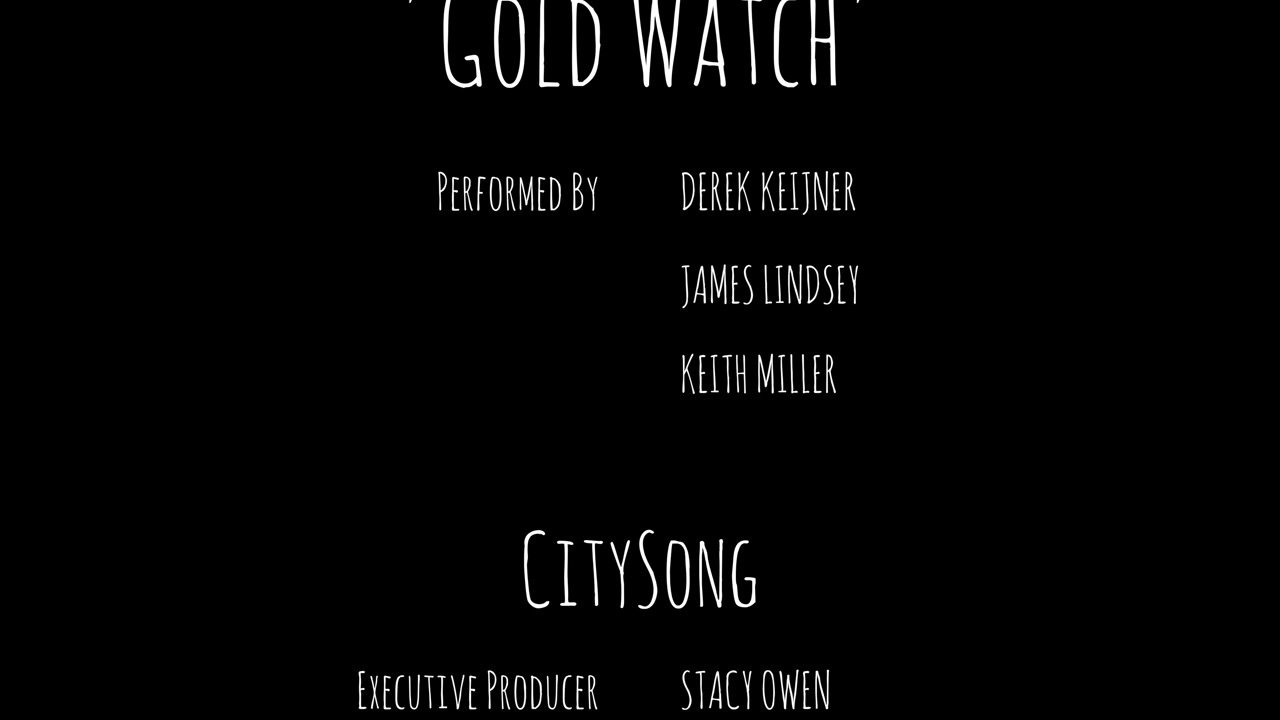 "GOLD WATCH"
PERFORMED BY DEREK KEIJNER
JAMES LINDSEY
KEITH MILLER
CITYSONG
EXECUTIVE PRODUCER STACY OWEN